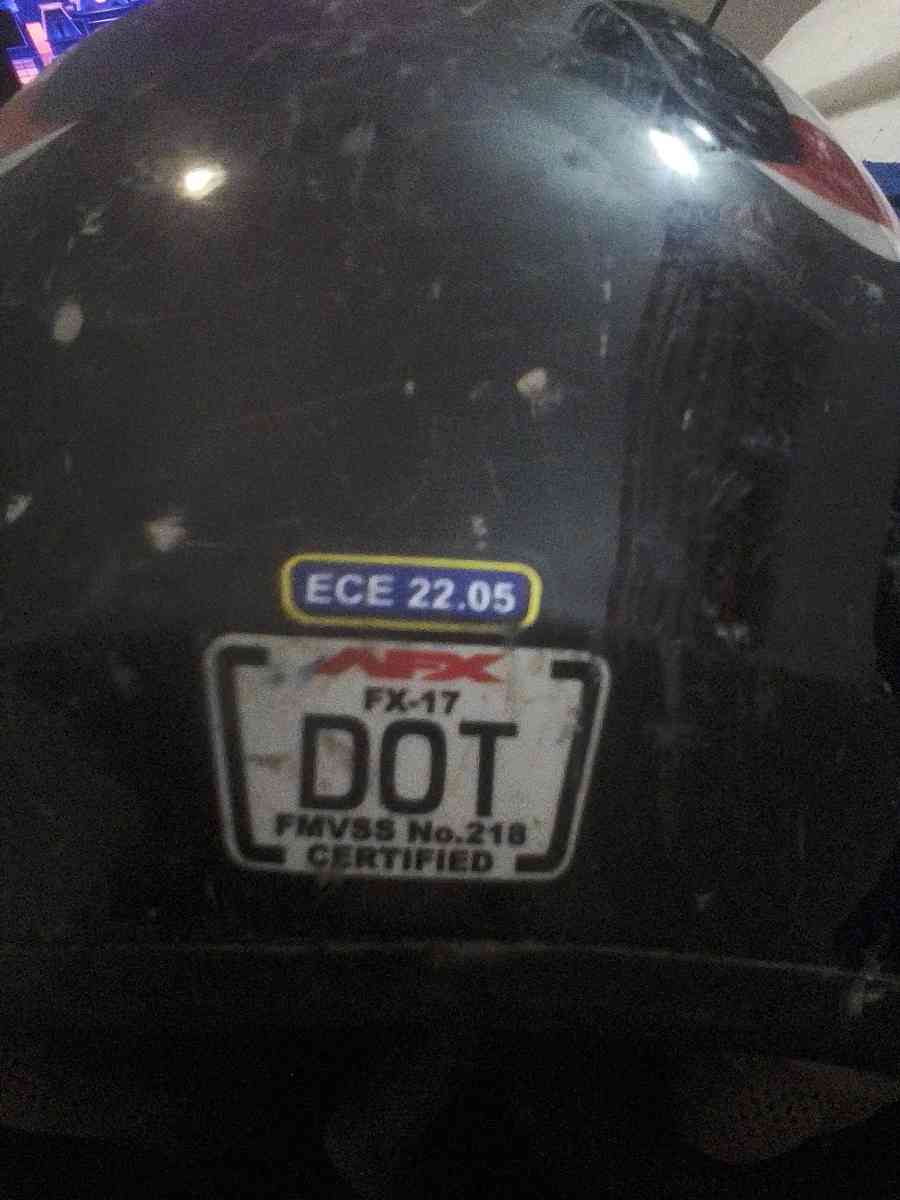 ECE 22.05
AFX
FX-17
DOT
FMVSS No.218
CERTIFIED